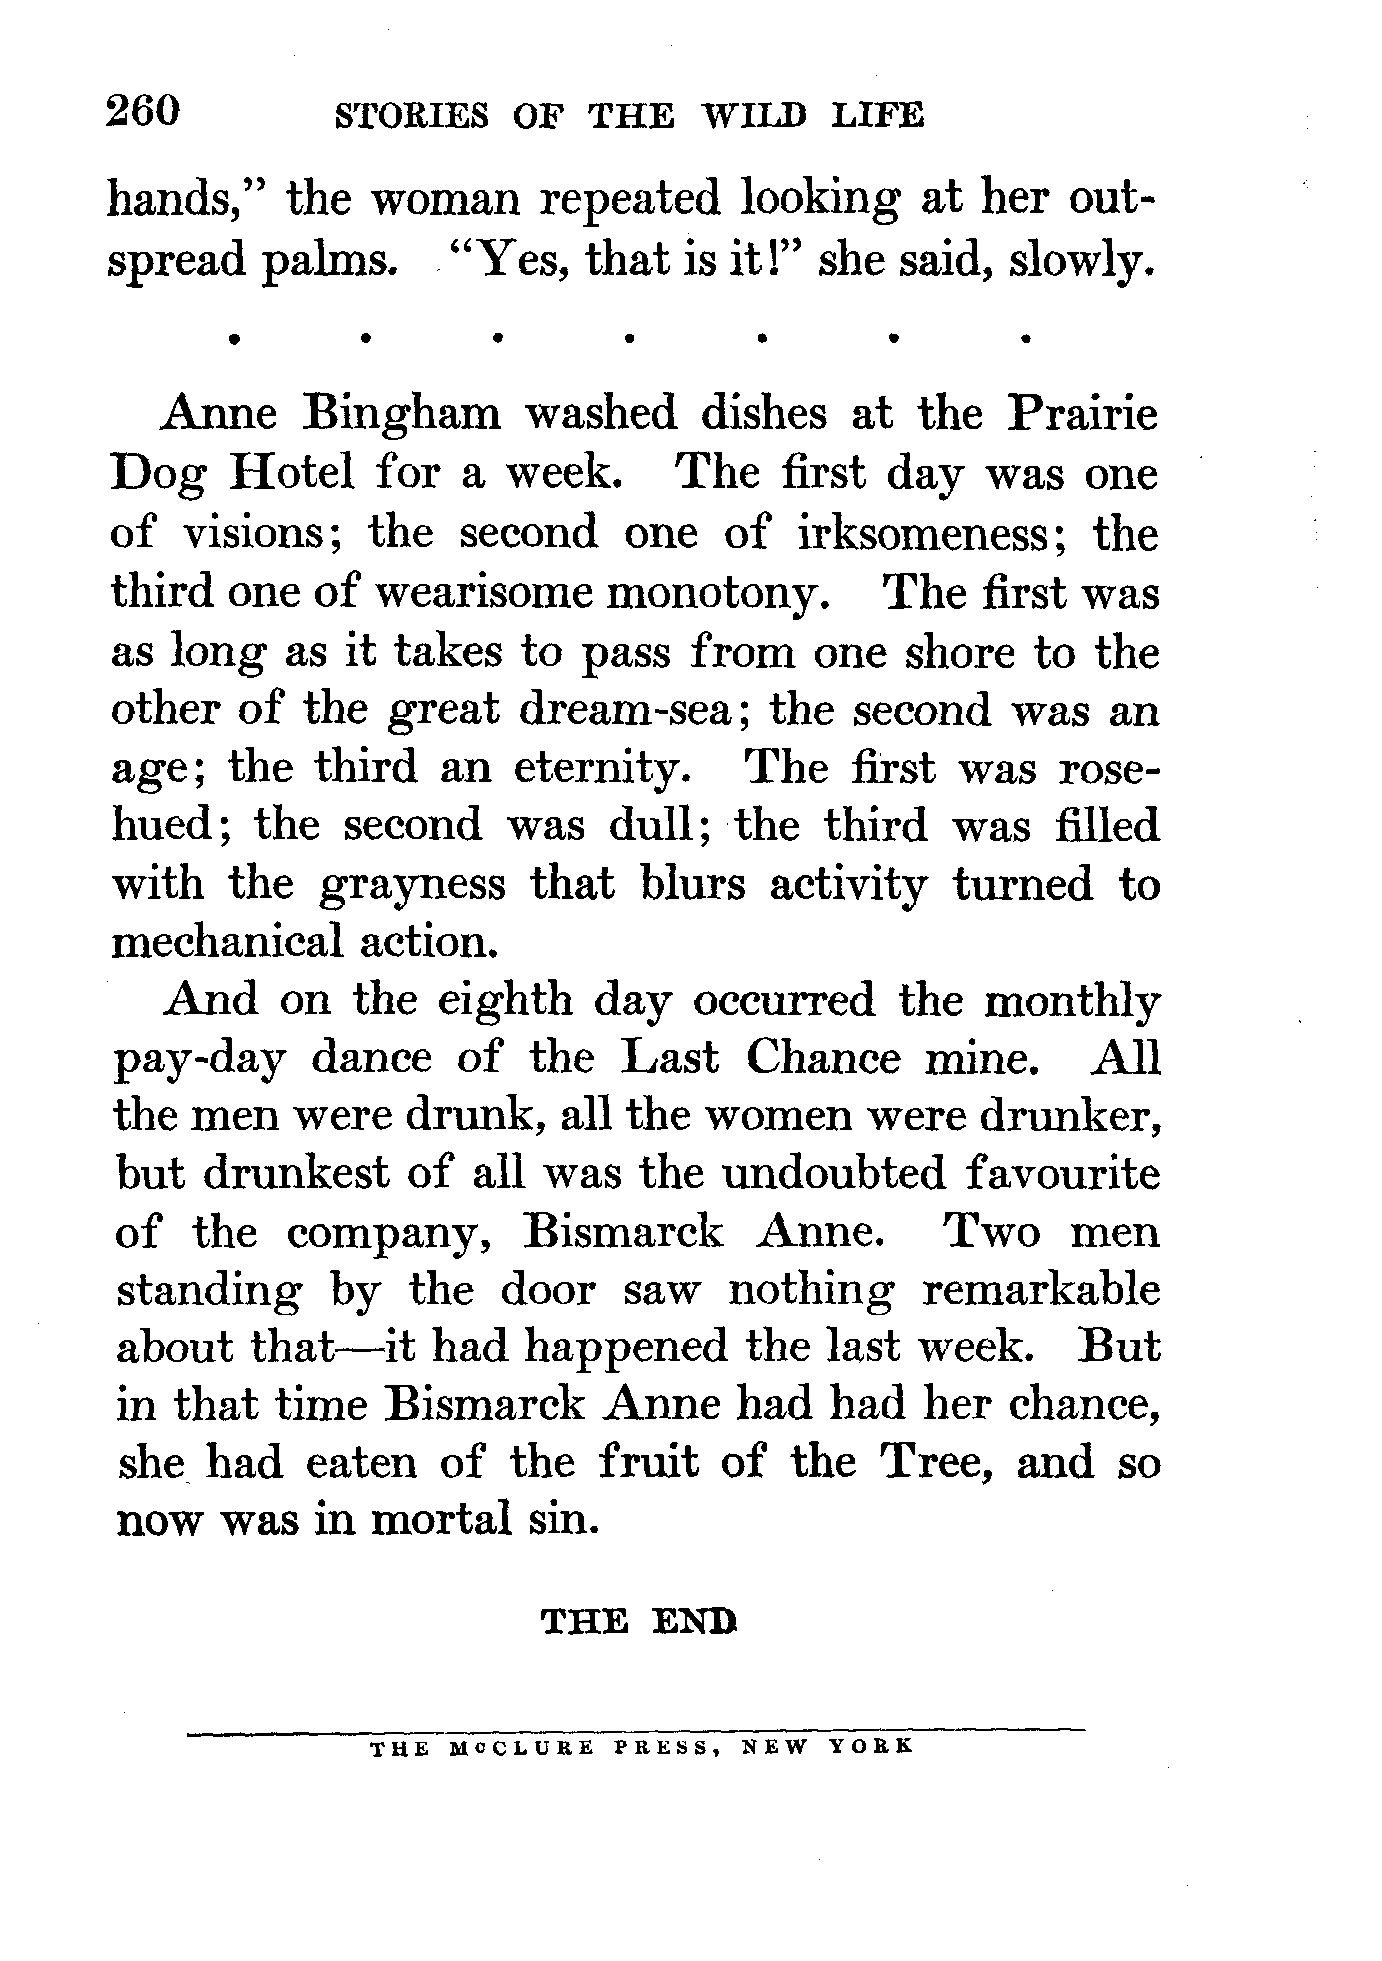 260 STORIES OF THE WILD LIFE
hands,” the woman repeated looking at her out-
spread palms. “Yes, that is it!” she said, slowly.
. . . . . . .
Anne Bingham washed dishes at the Prairie
Dog Hotel for a week. The first day was one
of visions; the second one of irksomeness; the
third one of wearisome monotony. The first was
as long as it takes to pass from one shore to the
other of the great dream-sea; the second was an
age; the third an eternity. The first was rose-
hued; the second was dull; the third was filled
with the grayness that blurs activity turned to
mechanical action.
And on the eighth day occurred the monthly
pay-day dance of the Last Chance mine. All
the men were drunk, all the women were drunker,
but drunkest of all was the undoubted favourite
of the company, Bismarck Anne. Two men
standing by the door saw nothing remarkable
about that—it had happened the last week. But
in that time Bismarck Anne had had her chance,
she had eaten of the fruit of the Tree, and so
now was in mortal sin.
THE END
THE McCLURE PRESS, NEW YORK